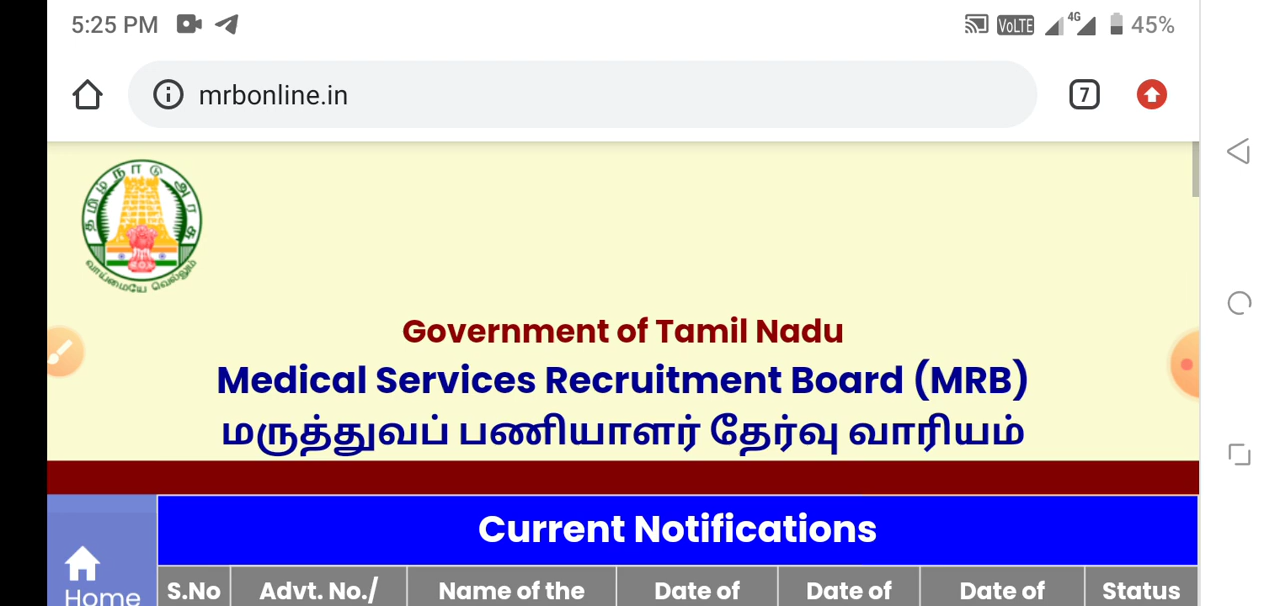 5:25 PM VoLTE 4G 45%
mrbonline.in 7
தமிழ்நாடு அரசு
வாய்மையே வெல்லும்
Government of Tamil Nadu
Medical Services Recruitment Board (MRB)
மருத்துவப் பணியாளர் தேர்வு வாரியம்
Current Notifications
Home
S.No Advt. No./ Name of the Date of Date of Date of Status